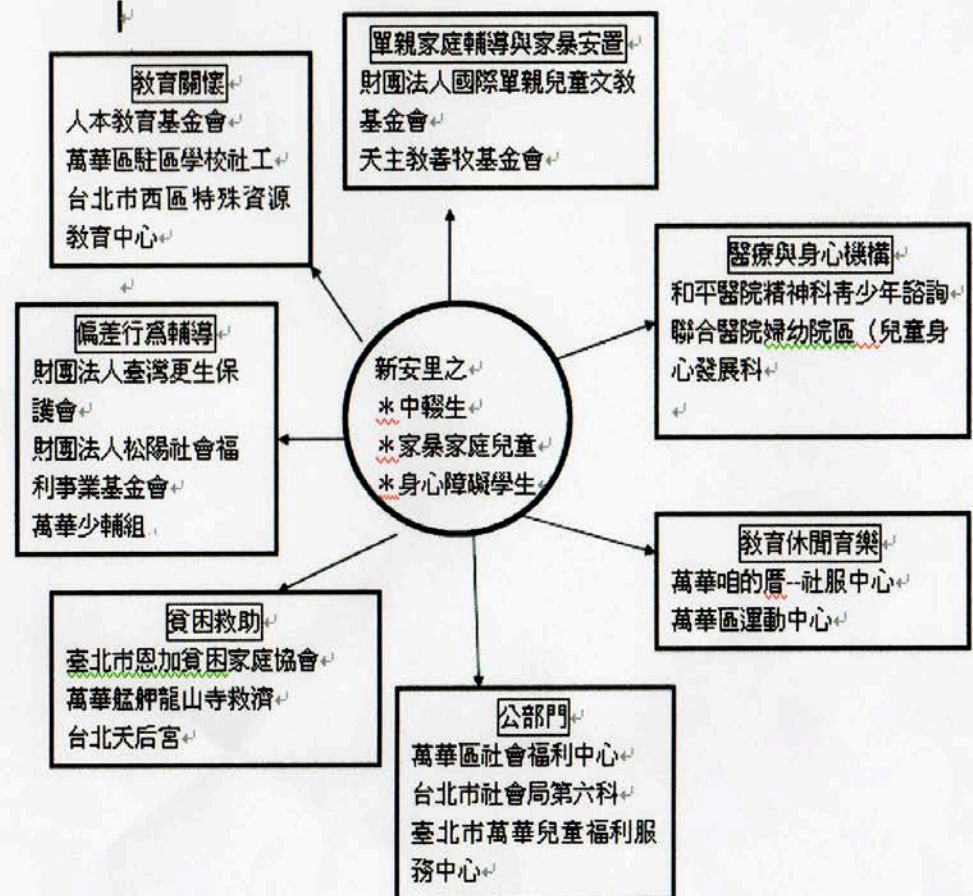 單親家庭輔導與家暴安置
財團法人國際單親兒童文教
基金會
天主教善牧基金會
教育關懷
人本教育基金會
萬華區駐區學校社工
台北市西區特殊資源
教育中心
醫療與身心機構
和平醫院精神科青少年諮詢
聯合醫院婦幼院區（兒童身
心發展科
偏差行為輔導
財團法人臺灣更生保
護會
財團法人松陽社會福
利事業基金會
萬華少輔組
新安里之
＊中輟生
＊家暴家庭兒童
＊身心障礙學生
教育休閒育樂
萬華咱的厝--社服中心
萬華區運動中心
貧困救助
臺北市恩加貧困家庭協會
萬華艋舺龍山寺救濟
台北天后宮
公部門
萬華區社會福利中心
台北市社會局第六科
臺北市萬華兒童福利服
務中心